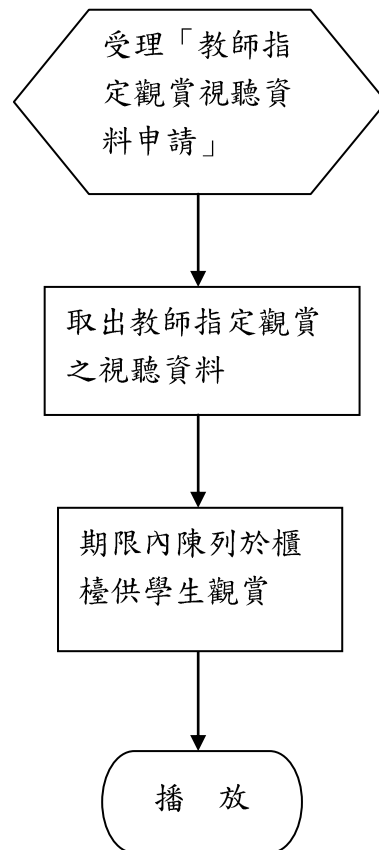 受理「教師指
定觀賞視聽資
料申請」
取出教師指定觀賞
之視聽資料
期限內陳列於櫃
檯供學生觀賞
播　放